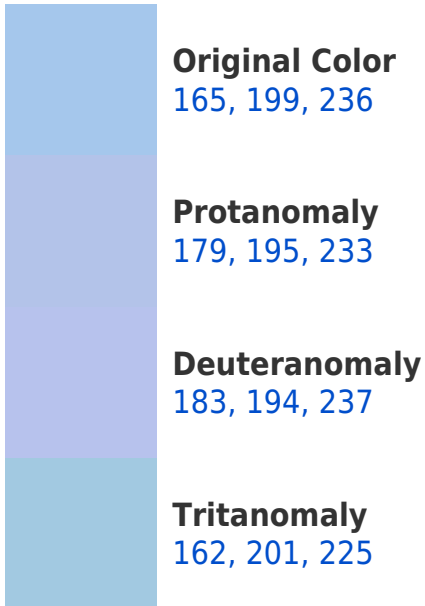 Original Color
165, 199, 236
Protanomaly
179, 195, 233
Deuteranomaly
183, 194, 237
Tritanomaly
162, 201, 225